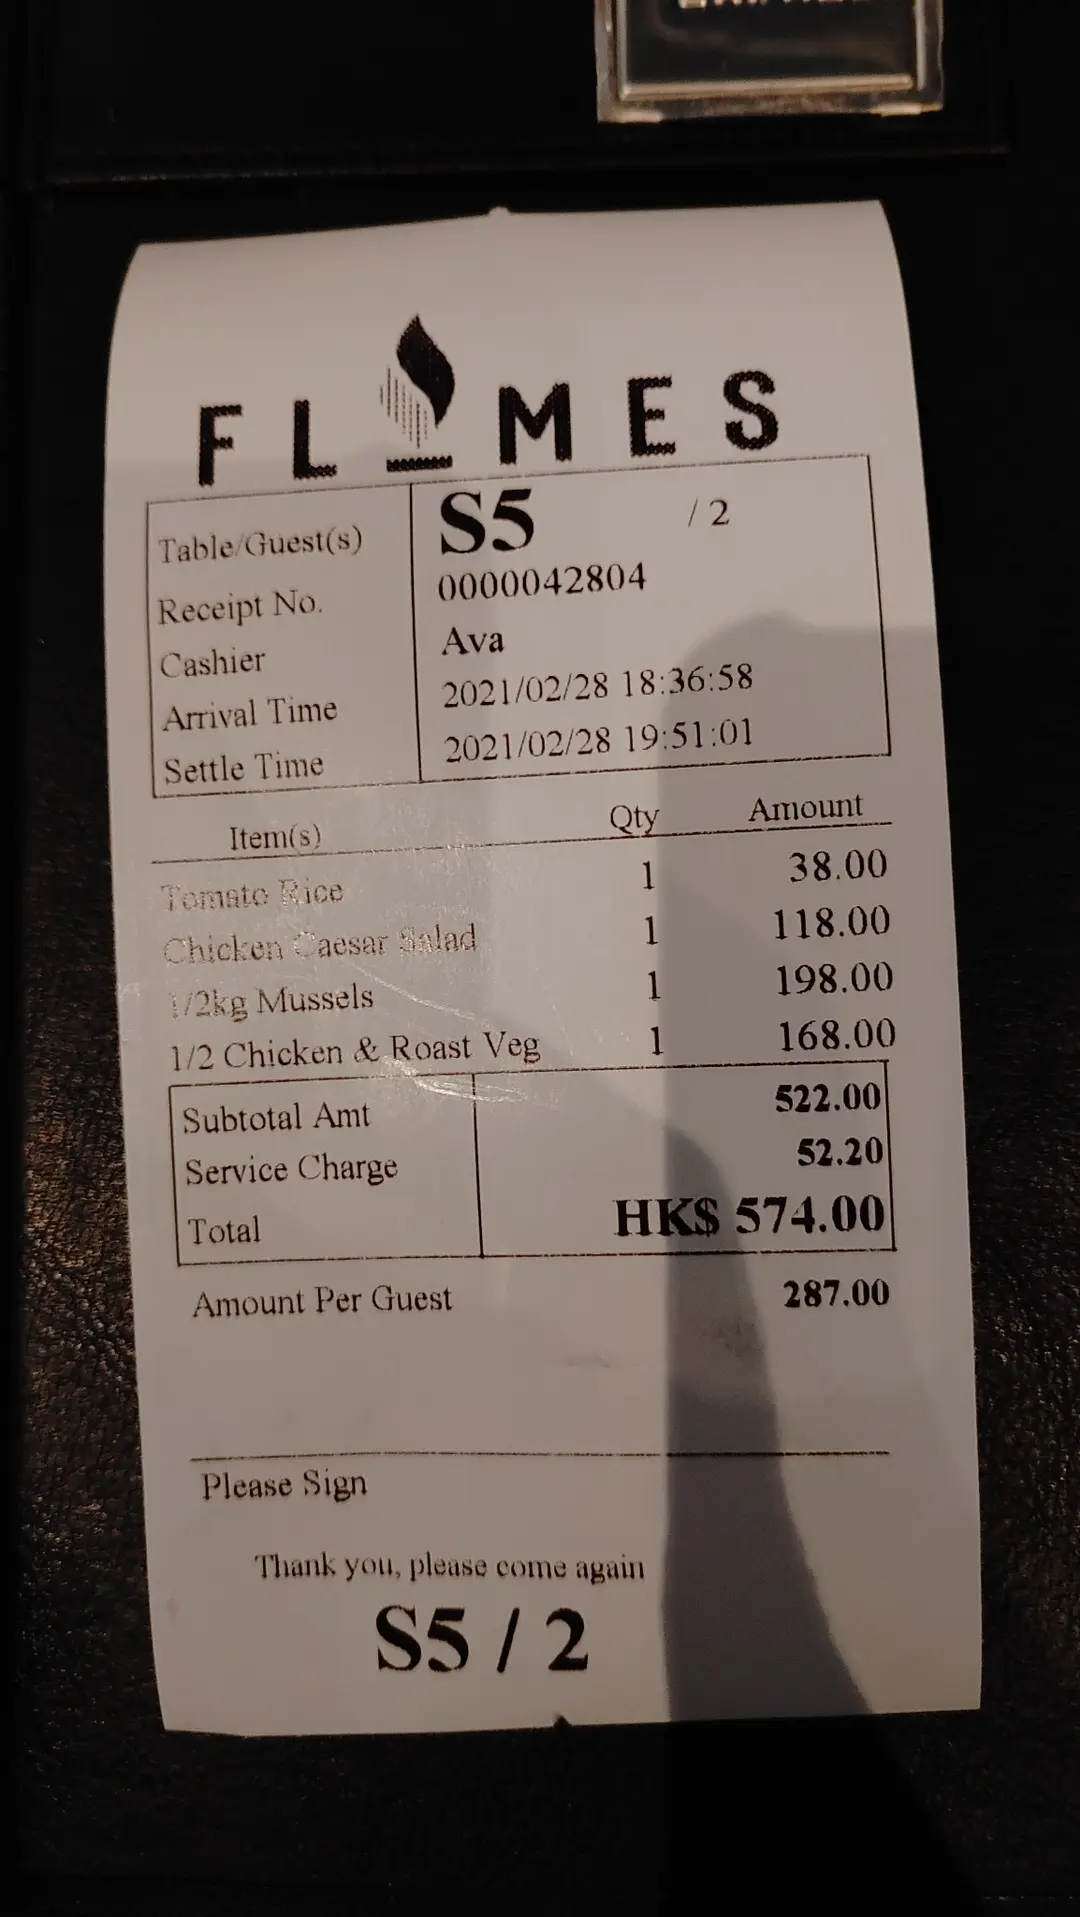 FLAMES
Table/Guest(s) S5 / 2
Receipt No. 0000042804
Cashier Ava
Arrival Time 2021/02/28 18:36:58
Settle Time 2021/02/28 19:51:01
Item(s) Qty Amount
Tomato Rice 1 38.00
Chicken Caesar Salad 1 118.00
1/2kg Mussels 1 198.00
1/2 Chicken & Roast Veg 1 168.00
Subtotal Amt 522.00
Service Charge 52.20
Total HK$ 574.00
Amount Per Guest 287.00
Please Sign
Thank you, please come again
S5 / 2